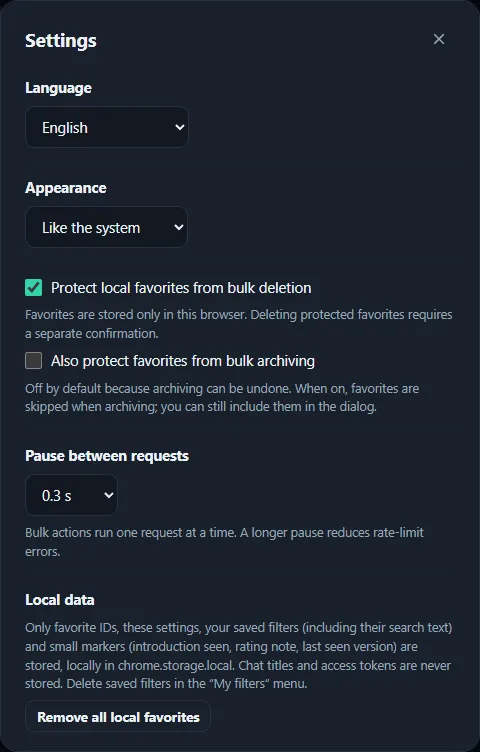 Settings
Language
English
Appearance
Like the system
Protect local favorites from bulk deletion
Favorites are stored only in this browser. Deleting protected favorites requires
a separate confirmation.
Also protect favorites from bulk archiving
Off by default because archiving can be undone. When on, favorites are
skipped when archiving; you can still include them in the dialog.
Pause between requests
0.3 s
Bulk actions run one request at a time. A longer pause reduces rate-limit
errors.
Local data
Only favorite IDs, these settings, your saved filters (including their search text)
and small markers (introduction seen, rating note, last seen version) are
stored, locally in chrome.storage.local. Chat titles and access tokens are never
stored. Delete saved filters in the “My filters” menu.
Remove all local favorites